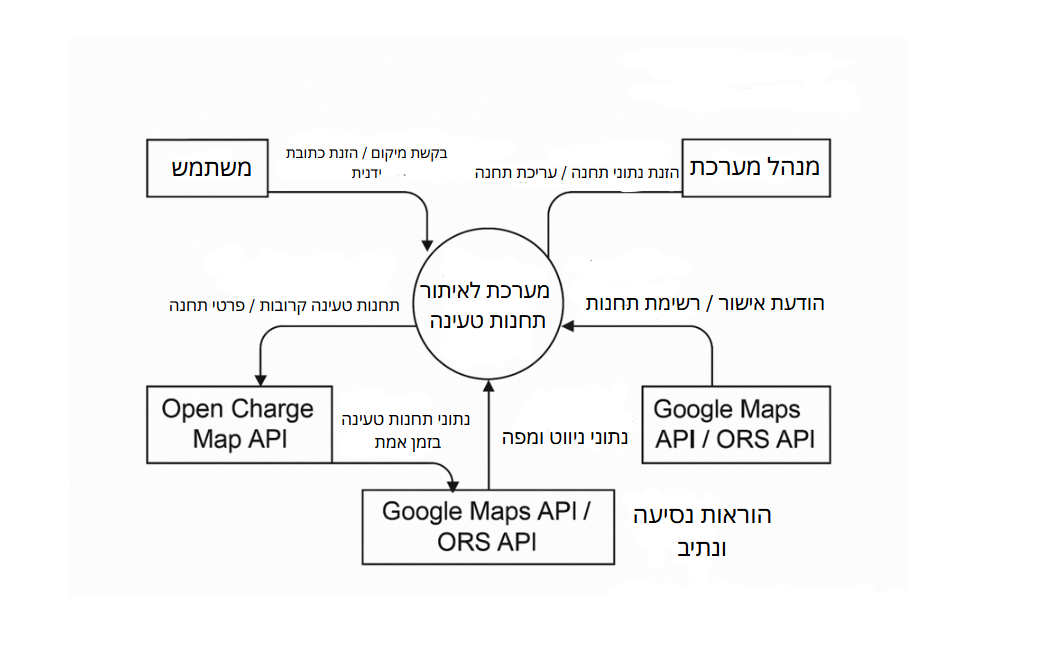 משתמש
בקשת מיקום / הזנת כתובת
ידנית
מנהל מערכת
הזנת נתוני תחנה / עריכת תחנה
מערכת לאיתור
תחנות טעינה
תחנות טעינה קרובות / פרטי תחנה
הודעת אישור / רשימת תחנות
Open Charge
Map API
נתוני תחנות טעינה
בזמן אמת
נתוני ניווט ומפה
Google Maps
API / ORS API
Google Maps API /
ORS API
הוראות נסיעה
ונתיב